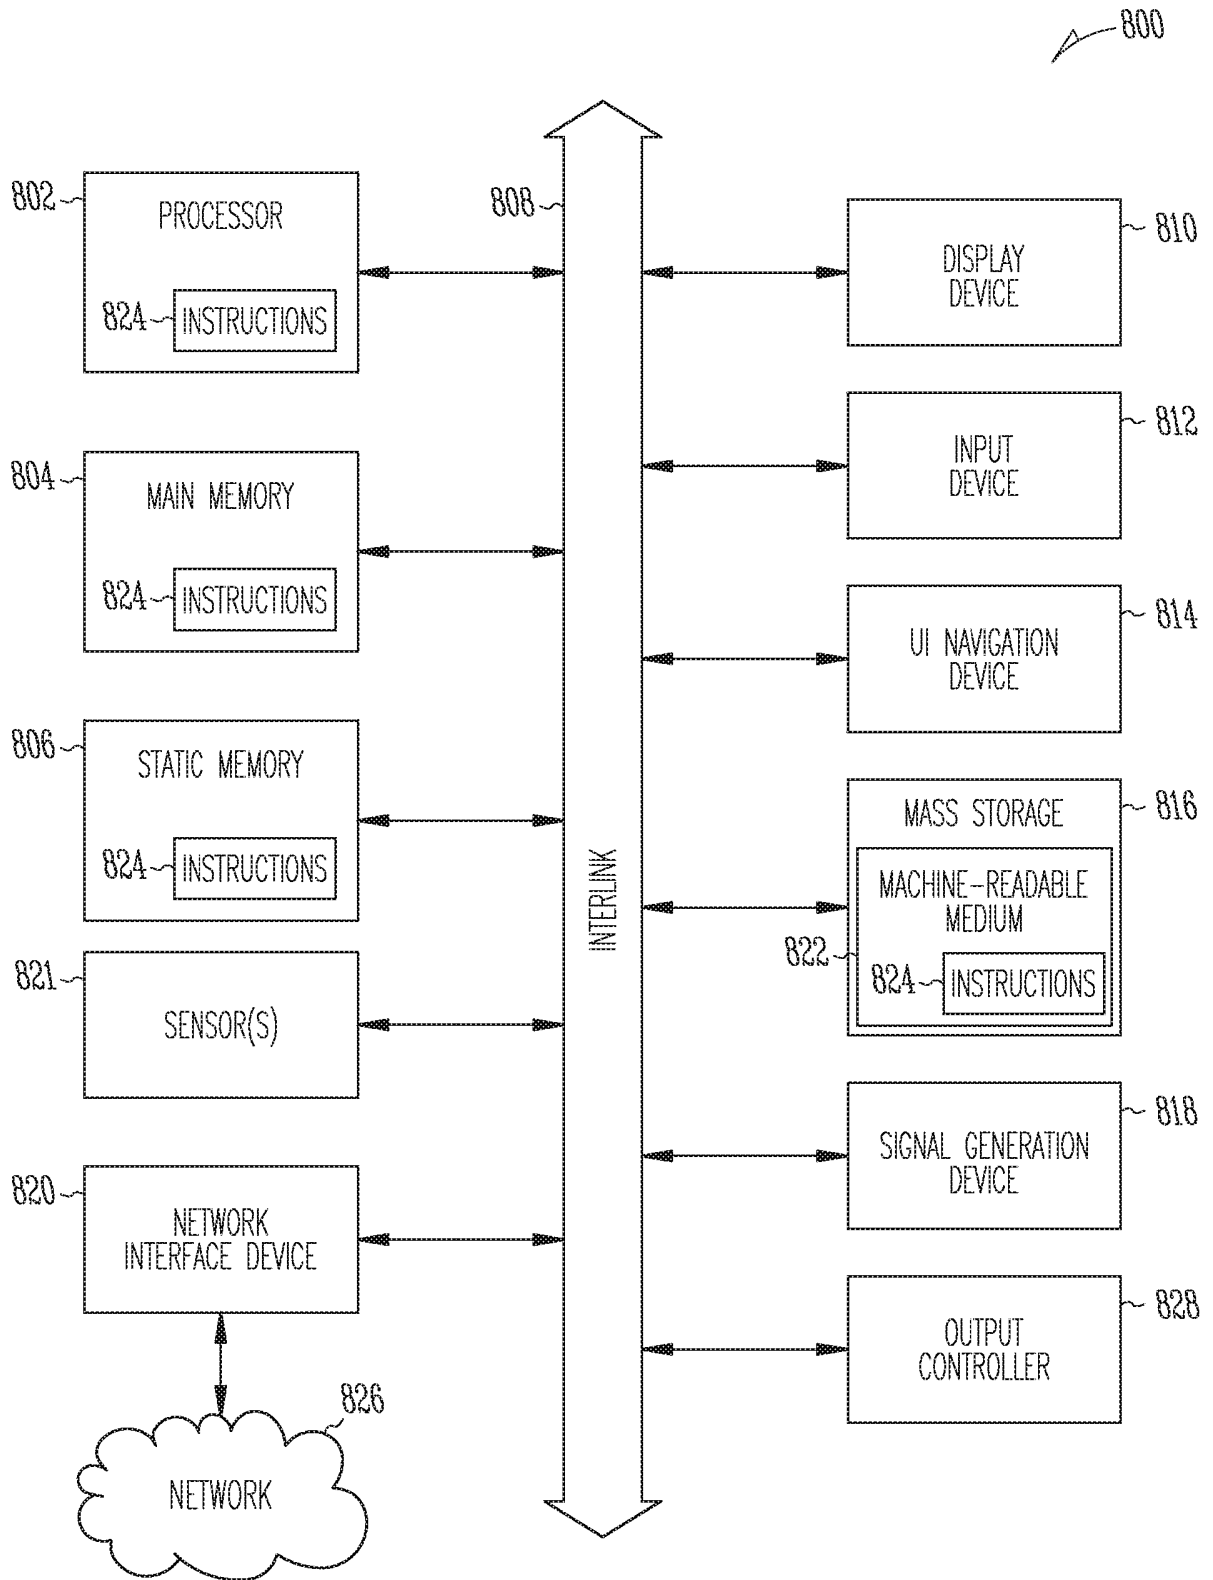 800
802
PROCESSOR
824
INSTRUCTIONS
804
MAIN MEMORY
824
INSTRUCTIONS
806
STATIC MEMORY
824
INSTRUCTIONS
821
SENSOR(S)
820
NETWORK
INTERFACE DEVICE
826
NETWORK
808
INTERLINK
810
DISPLAY
DEVICE
812
INPUT
DEVICE
814
UI NAVIGATION
DEVICE
816
MASS STORAGE
MACHINE-READABLE
MEDIUM
822
824
INSTRUCTIONS
818
SIGNAL GENERATION
DEVICE
828
OUTPUT
CONTROLLER